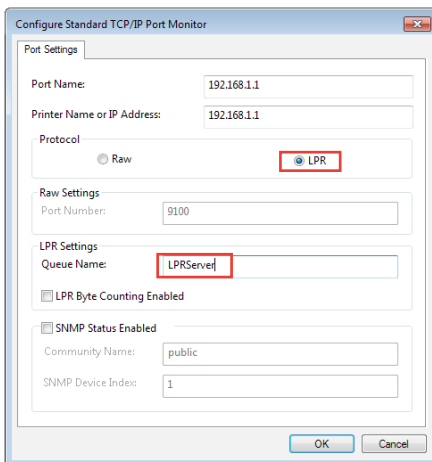 Configure Standard TCP/IP Port Monitor
Port Settings
Port Name: 192.168.1.1
Printer Name or IP Address: 192.168.1.1
Protocol
Raw LPR
Raw Settings
Port Number: 9100
LPR Settings
Queue Name: LPRServer
LPR Byte Counting Enabled
SNMP Status Enabled
Community Name: public
SNMP Device Index: 1
OK Cancel